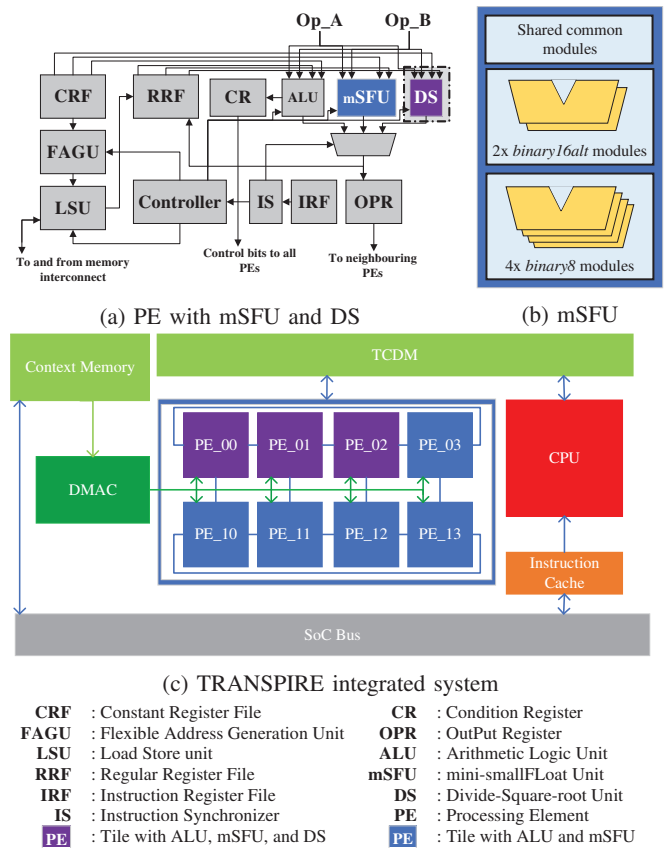 Op_A Op_B
CRF RRF CR ALU mSFU DS
FAGU
LSU Controller IS IRF OPR
To and from memory
interconnect
Control bits to all
PEs
To neighbouring
PEs
(a) PE with mSFU and DS
Shared common
modules
2x binary16alt modules
4x binary8 modules
(b) mSFU
Context Memory
TCDM
DMAC
PE_00 PE_01 PE_02 PE_03
PE_10 PE_11 PE_12 PE_13
CPU
Instruction
Cache
SoC Bus
(c) TRANSPIRE integrated system
CRF : Constant Register File
FAGU : Flexible Address Generation Unit
LSU : Load Store unit
RRF : Regular Register File
IRF : Instruction Register File
IS : Instruction Synchronizer
PE : Tile with ALU, mSFU, and DS
CR : Condition Register
OPR : OutPut Register
ALU : Arithmetic Logic Unit
mSFU : mini-smallFLoat Unit
DS : Divide-Square-root Unit
PE : Processing Element
PE : Tile with ALU and mSFU